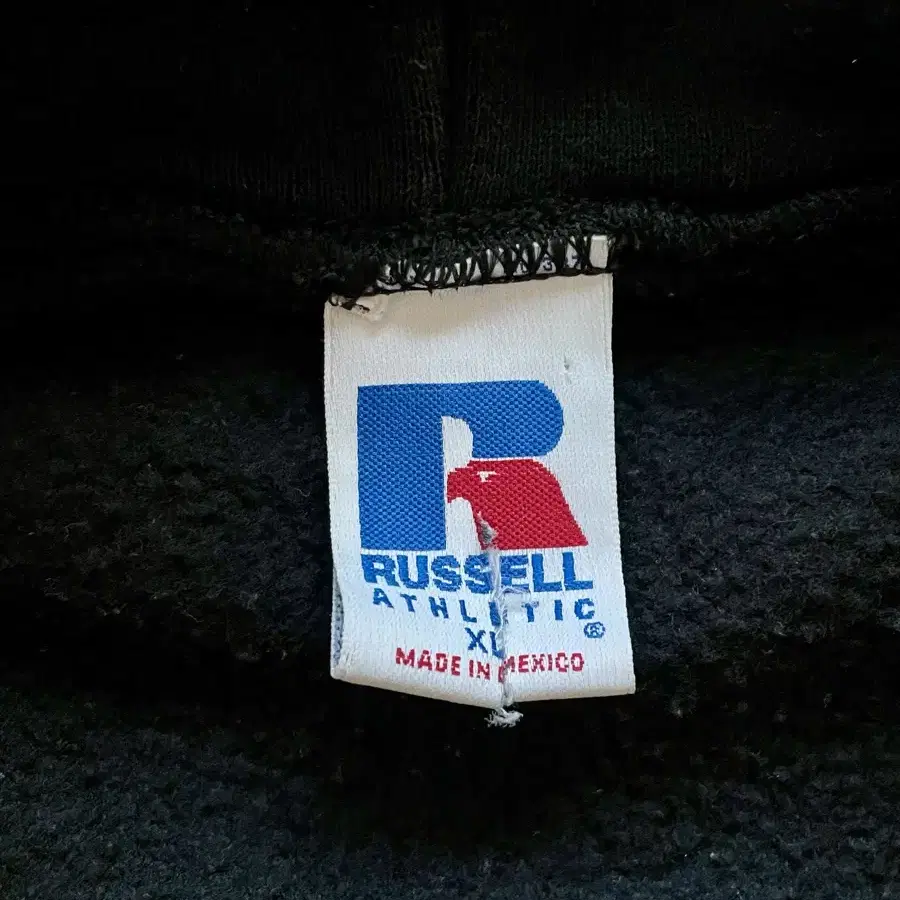 RUSSELL
ATHLETIC
XL
®
MADE IN MEXICO